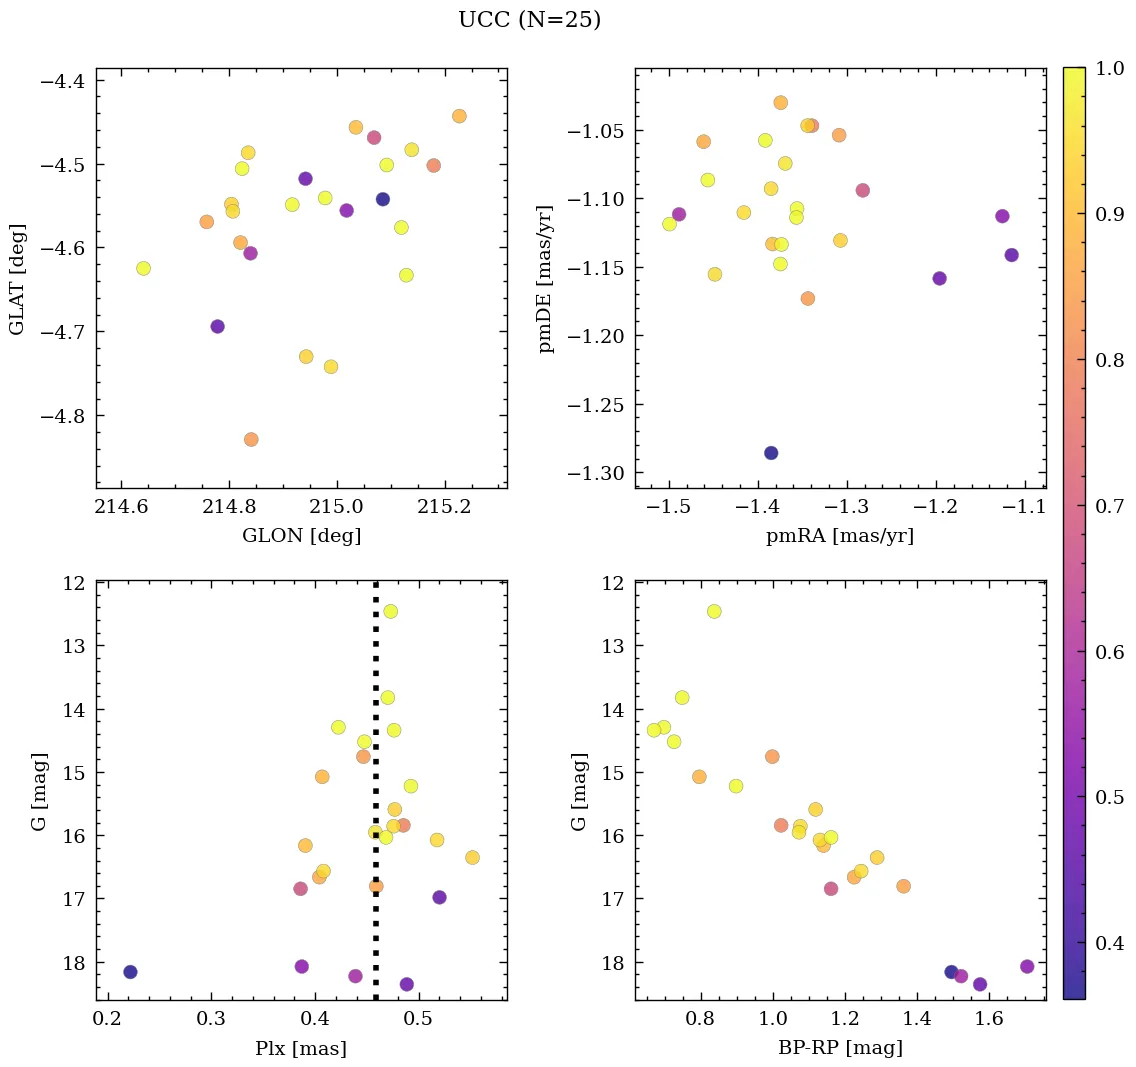 UCC (N=25)
−4.4
−4.5
−4.6
−4.7
−4.8
GLAT [deg]
214.6 214.8 215.0 215.2
GLON [deg]
−1.05
−1.10
−1.15
−1.20
−1.25
−1.30
pmDE [mas/yr]
−1.5 −1.4 −1.3 −1.2 −1.1
pmRA [mas/yr]
12
13
14
15
16
17
18
G [mag]
0.2 0.3 0.4 0.5
Plx [mas]
12
13
14
15
16
17
18
G [mag]
0.8 1.0 1.2 1.4 1.6
BP-RP [mag]
1.0
0.9
0.8
0.7
0.6
0.5
0.4